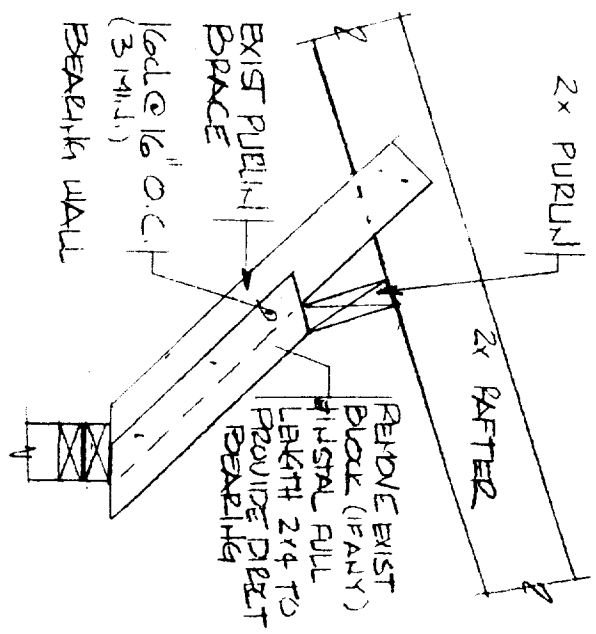 2x PURLIN
2x RAFTER
EXIST PURLIN
BRACE
16d @ 16" O.C.
(3 MIN.)
BEARING WALL
REMOVE EXIST
BLOCK (IF ANY)
INSTAL FULL
LENGTH 2x4 TO
PROVIDE DIRECT
BEARING